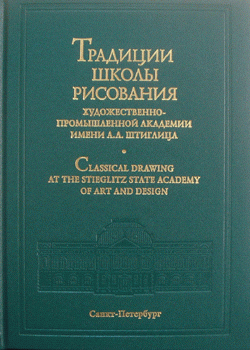 Традиции
школы
рисования
художественно-
промышленной академии
имени А.Л. Штиглица
•
Classical Drawing
at the Stieglitz State Academy
of Art and Design
Санкт-Петербург